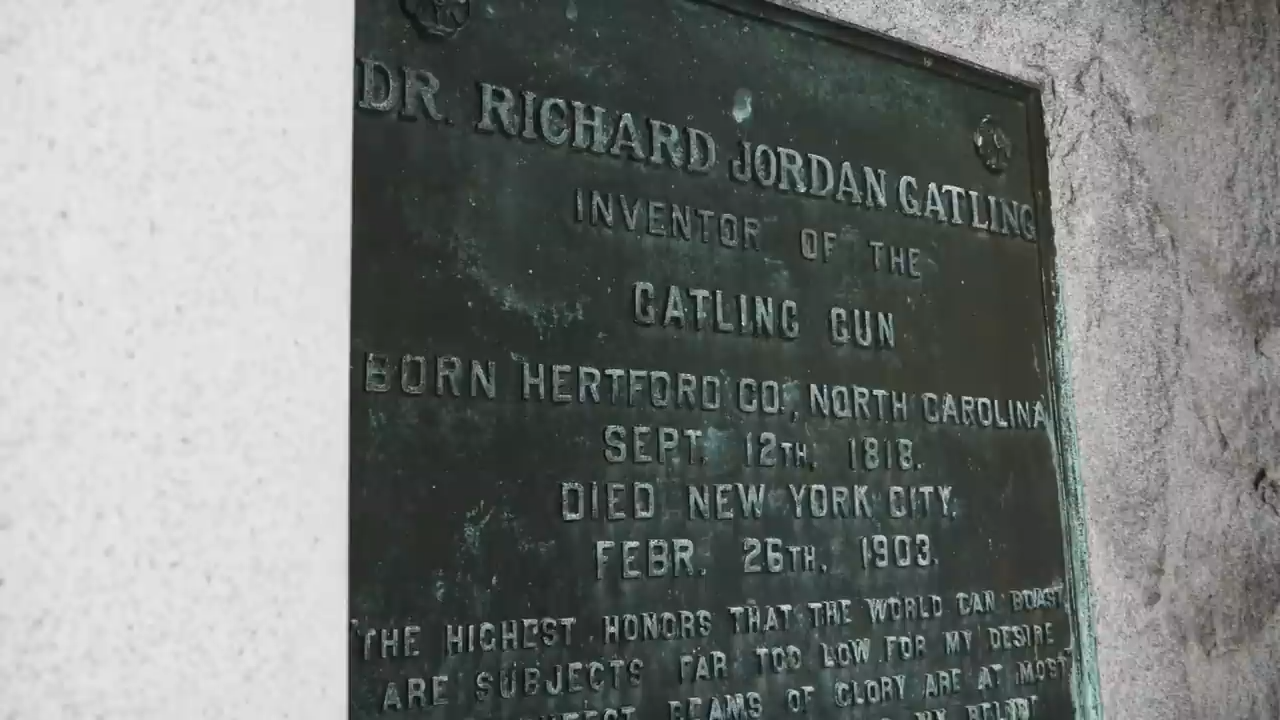 DR. RICHARD JORDAN GATLING
INVENTOR OF THE
GATLING GUN
BORN HERTFORD CO., NORTH CAROLINA
SEPT. 12TH. 1818.
DIED NEW YORK CITY.
FEBR. 26TH. 1903.
THE HIGHEST HONORS THAT THE WORLD CAN BOAST
ARE SUBJECTS FAR TOO LOW FOR MY DESIRE
BEAMS OF GLORY ARE AT MOST
MY